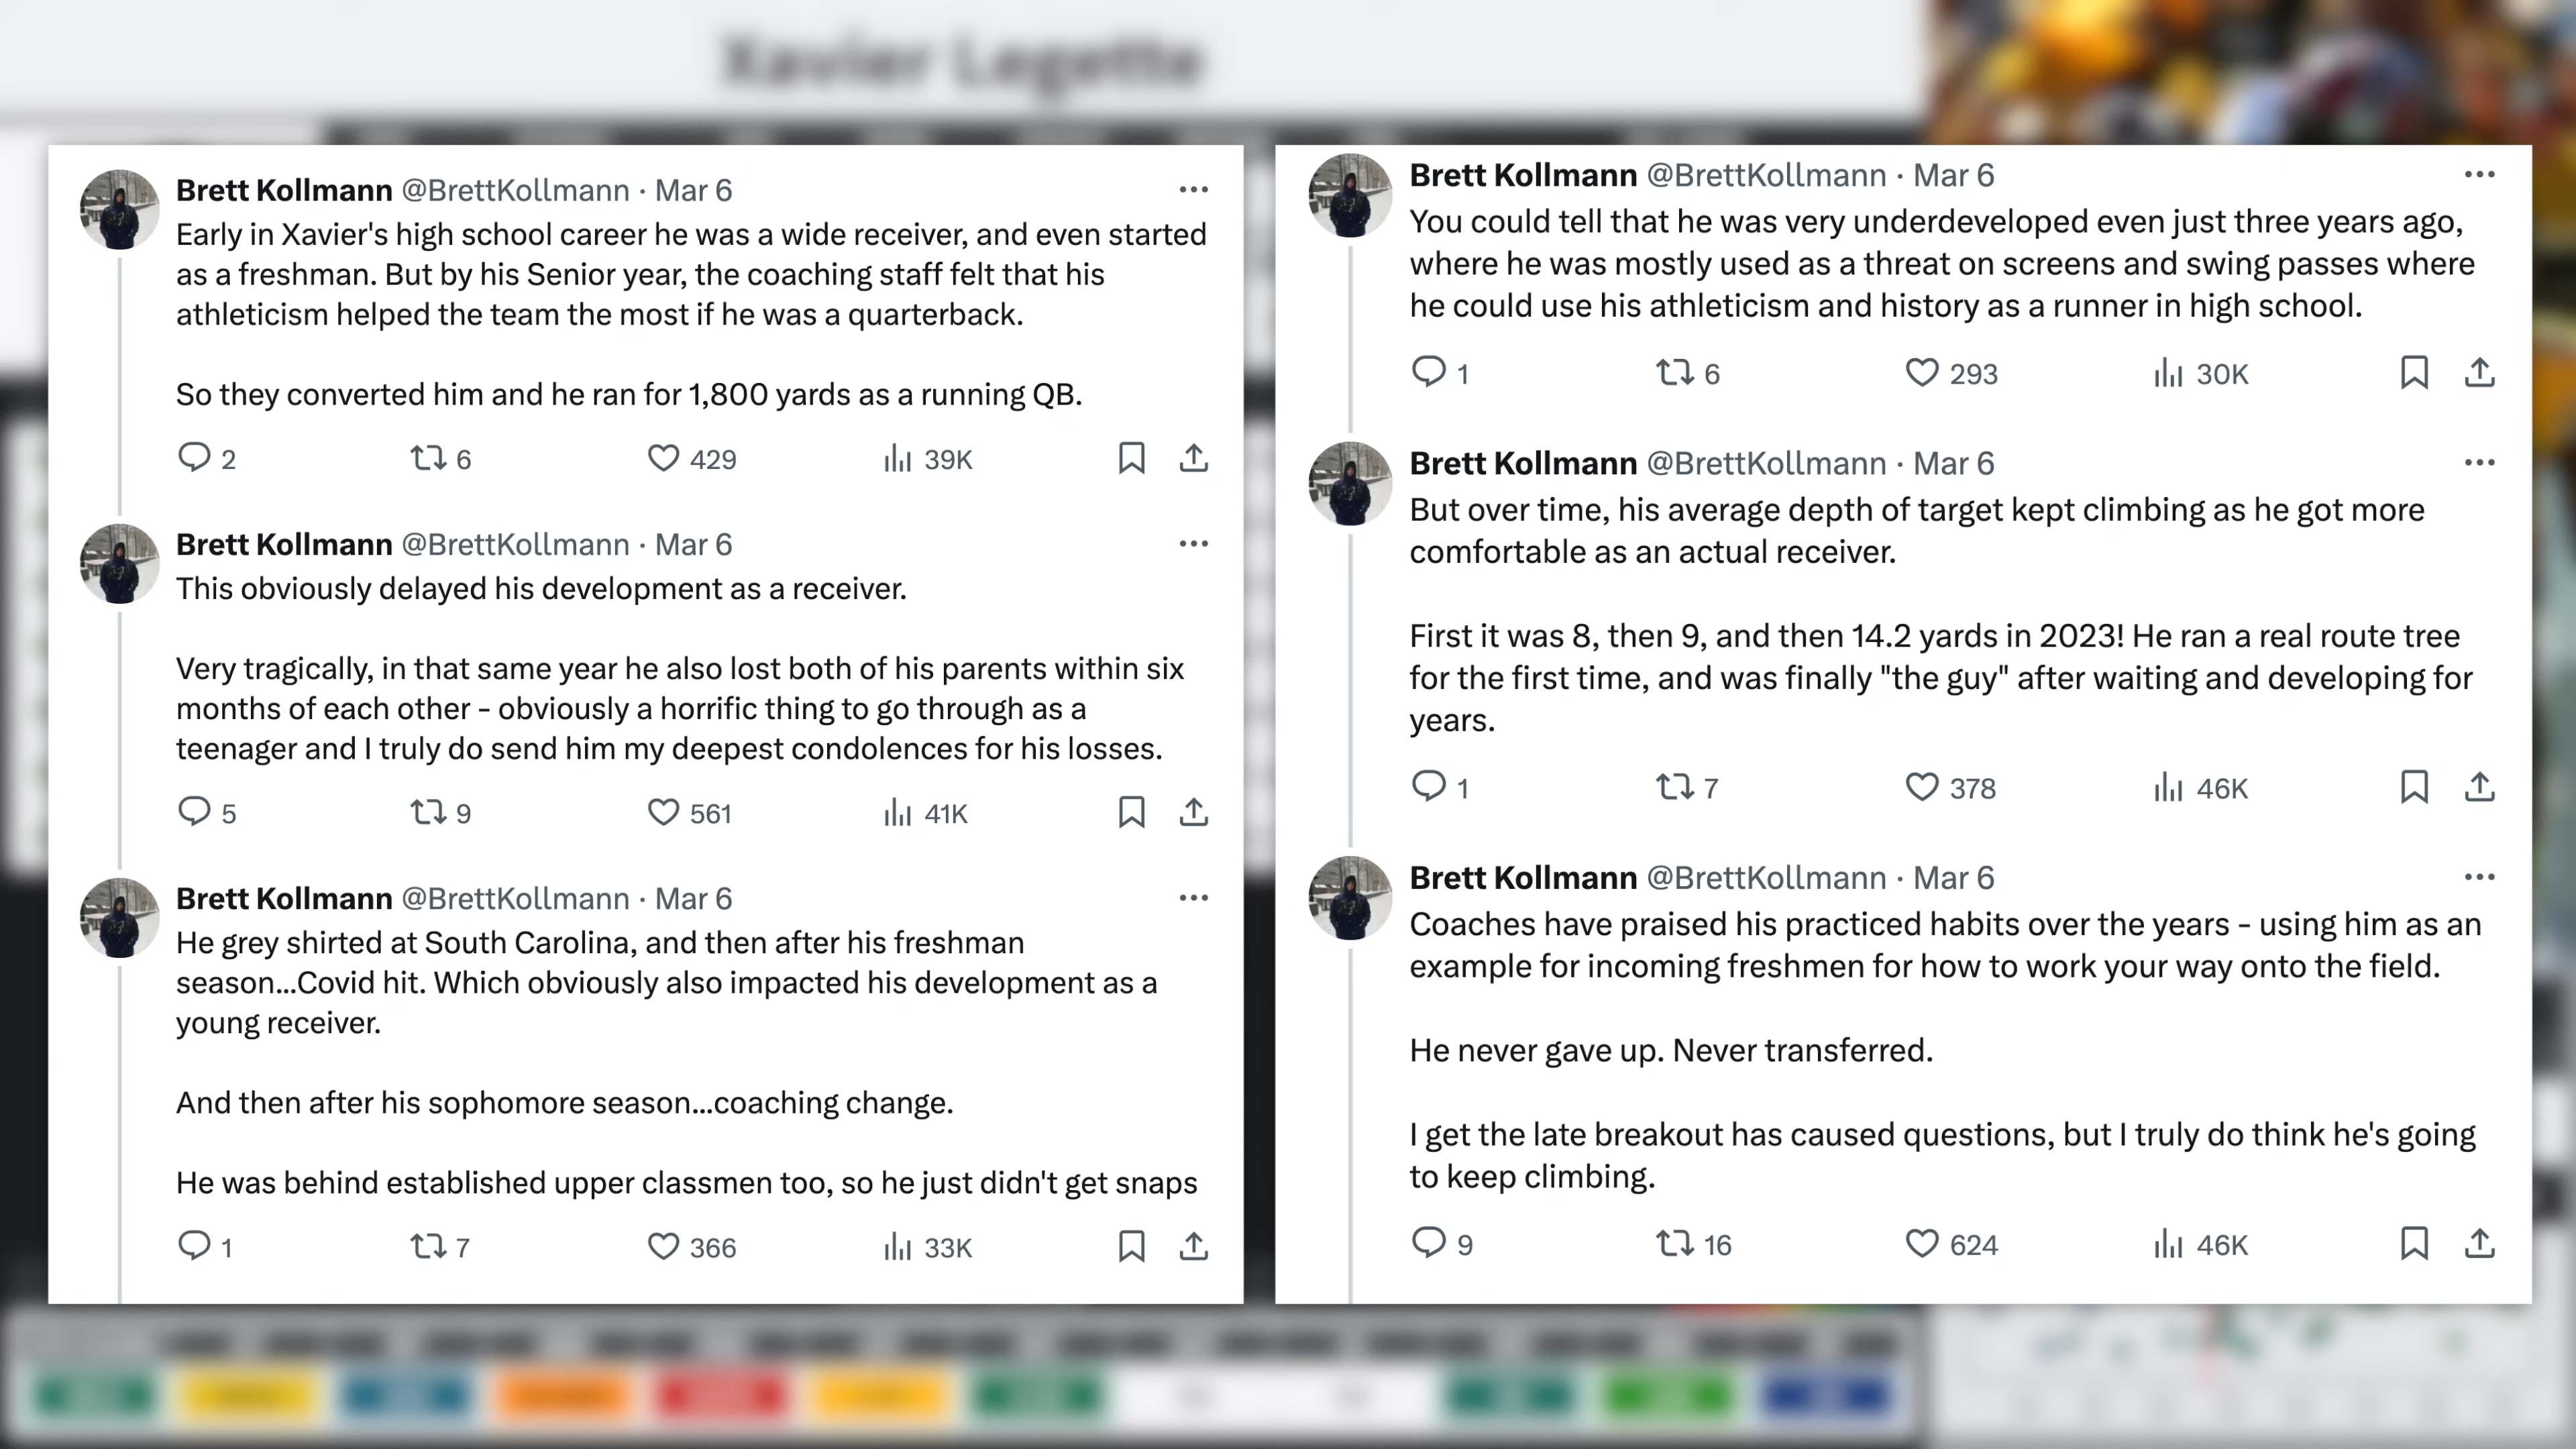 Xavier Legette
Brett Kollmann @BrettKollmann · Mar 6
Early in Xavier's high school career he was a wide receiver, and even started
as a freshman. But by his Senior year, the coaching staff felt that his
athleticism helped the team the most if he was a quarterback.
So they converted him and he ran for 1,800 yards as a running QB.
2 6 429 39K
Brett Kollmann @BrettKollmann · Mar 6
This obviously delayed his development as a receiver.
Very tragically, in that same year he also lost both of his parents within six
months of each other - obviously a horrific thing to go through as a
teenager and I truly do send him my deepest condolences for his losses.
5 9 561 41K
Brett Kollmann @BrettKollmann · Mar 6
He grey shirted at South Carolina, and then after his freshman
season...Covid hit. Which obviously also impacted his development as a
young receiver.
And then after his sophomore season...coaching change.
He was behind established upper classmen too, so he just didn't get snaps
1 7 366 33K
Brett Kollmann @BrettKollmann · Mar 6
You could tell that he was very underdeveloped even just three years ago,
where he was mostly used as a threat on screens and swing passes where
he could use his athleticism and history as a runner in high school.
1 6 293 30K
Brett Kollmann @BrettKollmann · Mar 6
But over time, his average depth of target kept climbing as he got more
comfortable as an actual receiver.
First it was 8, then 9, and then 14.2 yards in 2023! He ran a real route tree
for the first time, and was finally "the guy" after waiting and developing for
years.
1 7 378 46K
Brett Kollmann @BrettKollmann · Mar 6
Coaches have praised his practiced habits over the years - using him as an
example for incoming freshmen for how to work your way onto the field.
He never gave up. Never transferred.
I get the late breakout has caused questions, but I truly do think he's going
to keep climbing.
9 16 624 46K